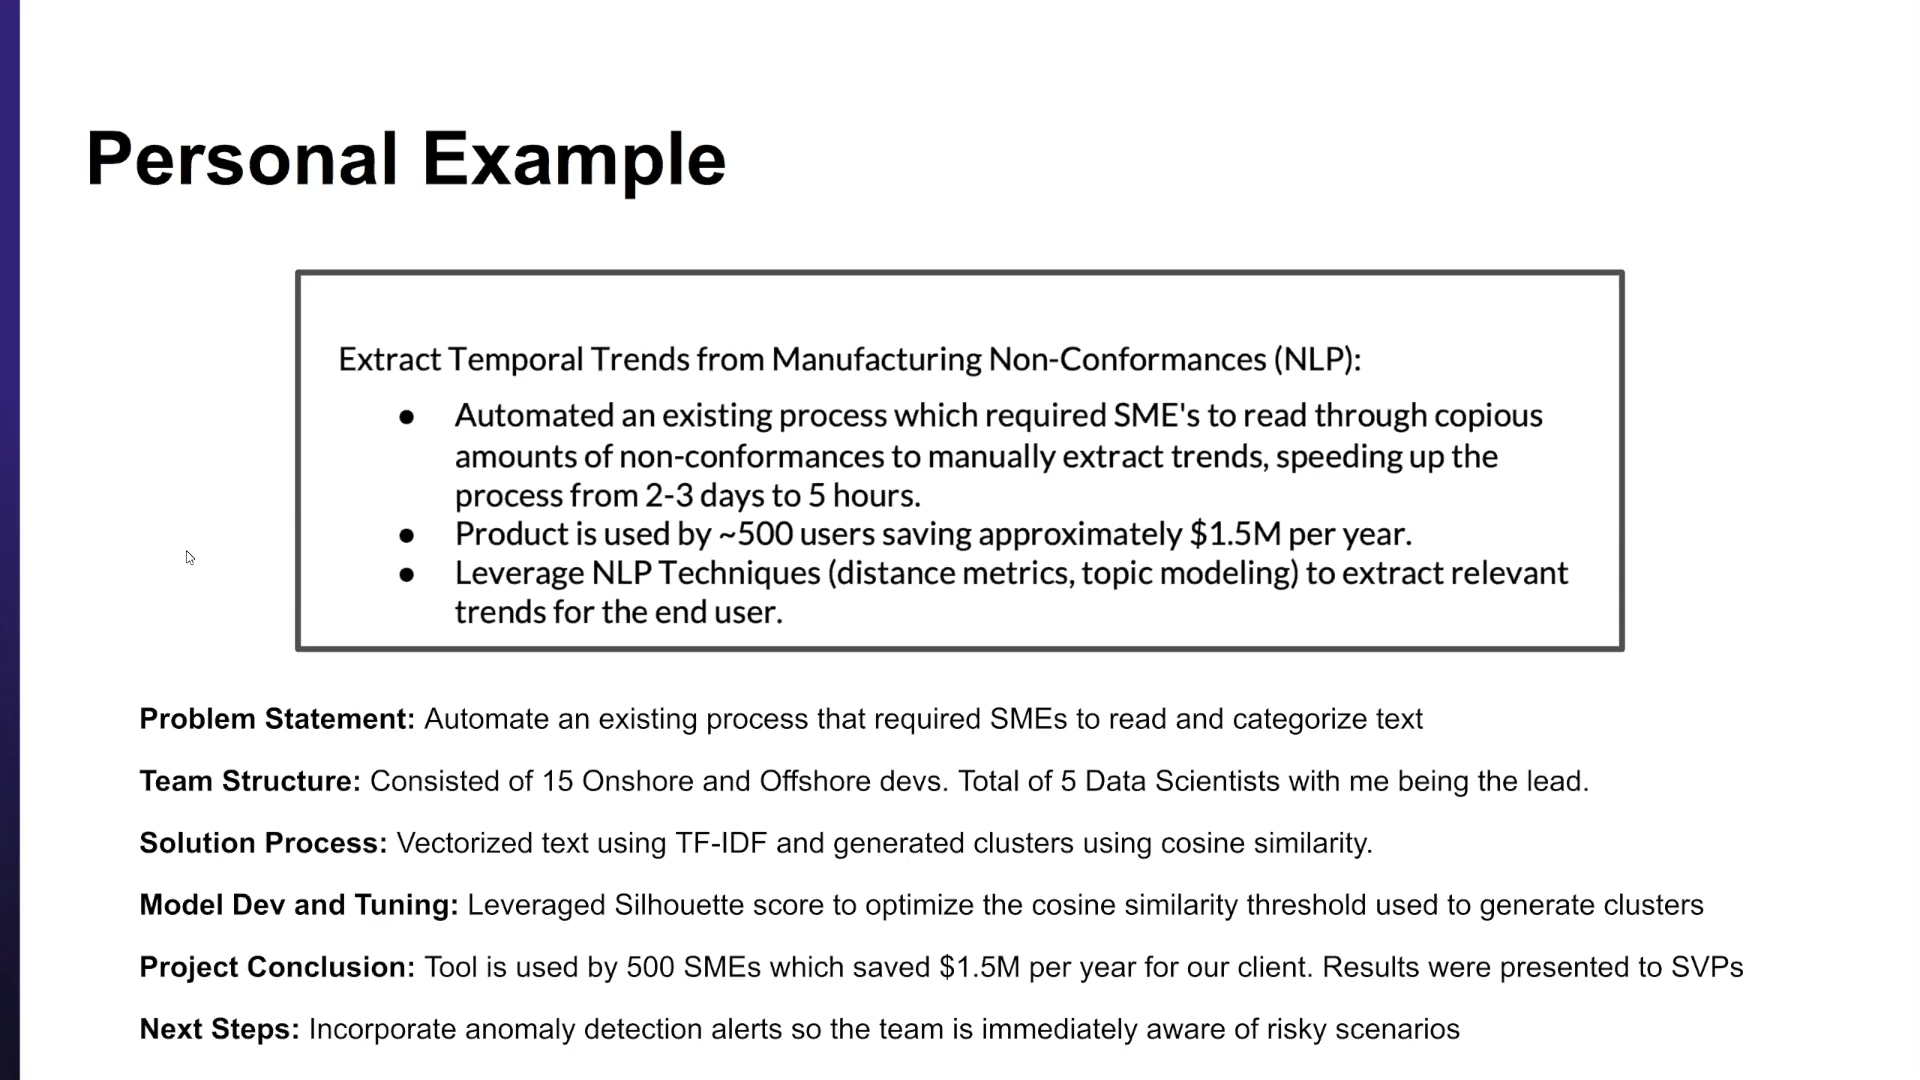 Personal Example
Extract Temporal Trends from Manufacturing Non-Conformances (NLP):
● Automated an existing process which required SME's to read through copious
amounts of non-conformances to manually extract trends, speeding up the
process from 2-3 days to 5 hours.
● Product is used by ~500 users saving approximately $1.5M per year.
● Leverage NLP Techniques (distance metrics, topic modeling) to extract relevant
trends for the end user.
Problem Statement: Automate an existing process that required SMEs to read and categorize text
Team Structure: Consisted of 15 Onshore and Offshore devs. Total of 5 Data Scientists with me being the lead.
Solution Process: Vectorized text using TF-IDF and generated clusters using cosine similarity.
Model Dev and Tuning: Leveraged Silhouette score to optimize the cosine similarity threshold used to generate clusters
Project Conclusion: Tool is used by 500 SMEs which saved $1.5M per year for our client. Results were presented to SVPs
Next Steps: Incorporate anomaly detection alerts so the team is immediately aware of risky scenarios